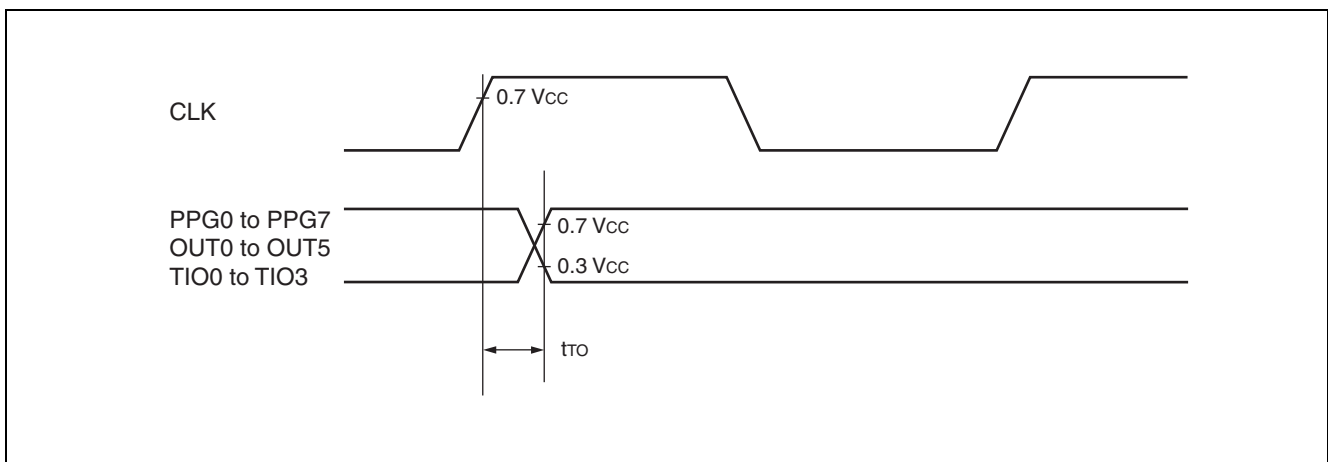 CLK
0.7 VCC
PPG0 to PPG7
OUT0 to OUT5
TIO0 to TIO3
0.7 VCC
0.3 VCC
tTO